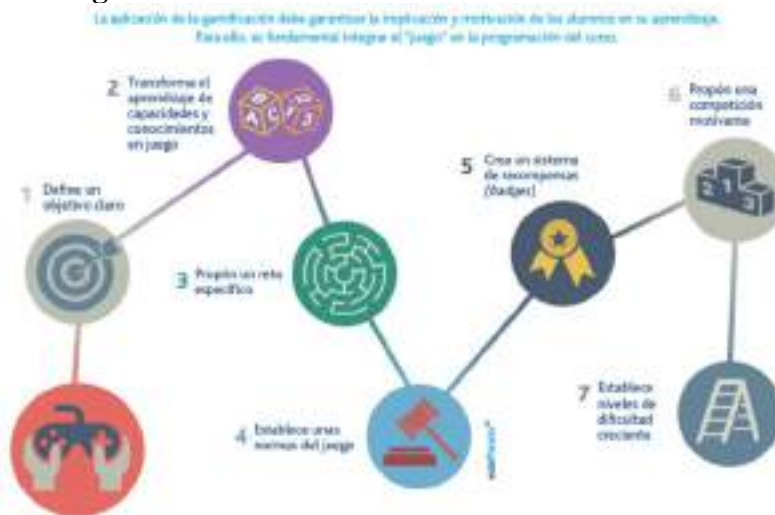 La aplicación de la gamificación debe garantizar la implicación y motivación de los alumnos en su aprendizaje.
Para ello, es fundamental integrar el "juego" en la programación del curso.
1 Define un
objetivo claro
2 Transforma el
aprendizaje de
capacidades y
conocimientos
en juego
3 Propón un reto
específico
4 Establece unas
normas del juego
5 Crea un sistema
de recompensas
(badges)
6 Propón una
competición
motivante
7 Establece
niveles de
dificultad
creciente